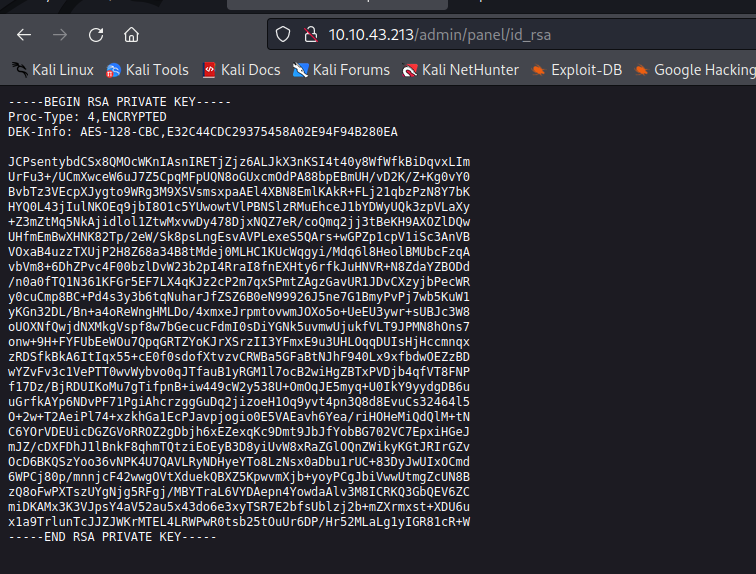 10.10.43.213/admin/panel/id_rsa
Kali Linux Kali Tools Kali Docs Kali Forums Kali NetHunter Exploit-DB Google Hacking
-----BEGIN RSA PRIVATE KEY-----
Proc-Type: 4,ENCRYPTED
DEK-Info: AES-128-CBC,E32C44CDC29375458A02E94F94B280EA

JCPsentybdCSx8QMOcWKnIAsnIRETjZjz6ALJkX3nKSI4t40y8WfWfkBiDqvxLIm
UrFu3+/UCmXwceW6uJ7Z5CpqMFpUQN8oGUxcmOdPA88bpEBmUH/vD2K/Z+Kg0vY0
BvbTz3VEcpXJygto9WRg3M9XSVsmsxpaAEl4XBN8EmlKAkR+FLj21qbzPzN8Y7bK
HYQ0L43jIulNKOEq9jbI8O1c5YUwowtVlPBNSlzRMuEhceJ1bYDWyUQk3zpVLaXy
+Z3mZtMq5NkAjidlol1ZtwMxvwDy478DjxNQZ7eR/coQmq2jj3tBeKH9AXOZlDQw
UHfmEmBwXHNK82Tp/2eW/Sk8psLngEsvAVPLexeS5QArs+wGPZp1cpV1iSc3AnVB
VOxaB4uzzTXUjP2H8Z68a34B8tMdej0MLHC1KUcWqgyi/Mdq6l8HeolBMUbcFzqA
vbVm8+6DhZPvc4F00bzlDvW23b2pI4RraI8fnEXHty6rfkJuHNVR+N8ZdaYZBODd
/n0a0fTQ1N361KFGr5EF7LX4qKJz2cP2m7qxSPmtZAgzGavUR1JDvCXzyjbPecWR
y0cuCmp8BC+Pd4s3y3b6tqNuharJfZSZ6B0eN99926J5ne7G1BmyPvPj7wb5KuW1
yKGn32DL/Bn+a4oReWngHMLDo/4xmxeJrpmtovwmJOXo5o+UeEU3ywr+sUBJc3W8
oUOXNfQwjdNXMkgVspf8w7bGecucFdmI0sDiYGNk5uvmwUjukfVLT9JPMN8hOns7
onw+9H+FYFUbEeWOu7QpqGRTZYoKJrXSrzII3YFmxE9u3UHLOqqDUIsHjHccmnqx
zRDSfkBkA6ItIqx55+cE0f0sdofXtvzvCRWBa5GFaBtNJhF940Lx9xfbdwOEZzBD
wYZvFv3c1VePTT0wvWybvo0qJTfauB1yRGM1l7ocB2wiHgZBTxPVDjb4qfVT8FNP
f17Dz/BjRDUIKoMu7gTifpnB+iw449cW2y538U+OmOqJE5myq+U0IkY9yydgDB6u
uGrfkAYp6NDvPF71PgiAhcrzggGuDq2jizoeH1Oq9yvt4pn3Q8d8EvuCs32464l5
O+2w+T2AeiPl74+xzkhGa1EcPJavpjogio0E5VAEavh6Yea/riHOHeMiQdQlM+tN
C6YOrVDEUicDGZGVoRROZ2gDbjh6xEZexqKc9Dmt9JbJfYobBG702VC7EpxiHGeJ
mJZ/cDXFDhJ1lBnkF8qhmTQtziEoEyB3D8yiUvW8xRaZGlOQnZWikyKGtJRIrGZv
OcD6BKQSzYoo36vNPK4U7QAVLRyNDHyeYTo8LzNsx0aDbu1rUC+83DyJwUIxOCmd
6WPCj80p/mnnjcF42wwgOVtXduekQBXZ5KpwvmXjb+yoyPCgJbiVwwUtmgZcUN8B
zQ8oFwPXTszUYgNjg5RFgj/MBYTraL6VYDAepn4YowdaAlv3M8ICRKQ3GbQEV6ZC
miDKAMx3K3VJpsY4aV52au5x43do6e3xyTSR7E2bfsUblzj2b+mZXrmxst+XDU6u
x1a9TrlunTcJJZJWKrMTEL4LRWPwR0tsb25tOuUr6DP/Hr52MLaLg1yIGR81cR+W
-----END RSA PRIVATE KEY-----